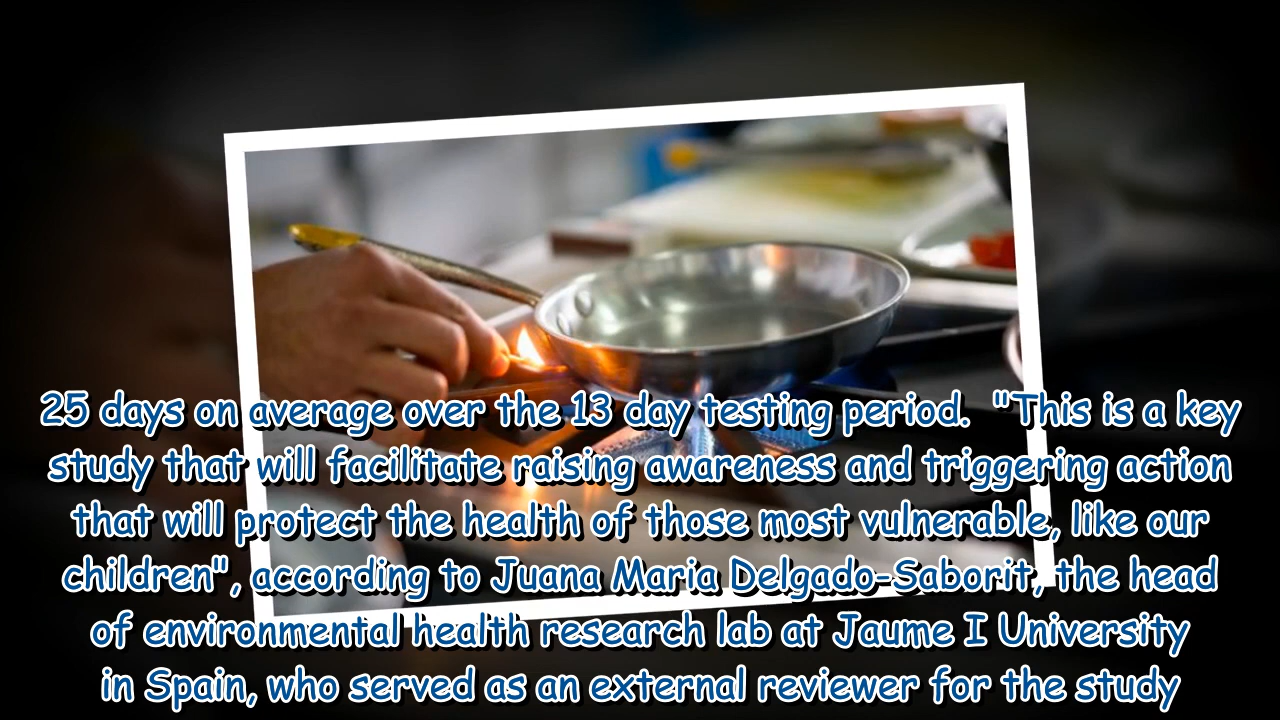 25 days on average over the 13 day testing period.  "This is a key
study that will facilitate raising awareness and triggering action
that will protect the health of those most vulnerable, like our
children", according to Juana Maria Delgado-Saborit, the head
of environmental health research lab at Jaume I University
in Spain, who served as an external reviewer for the study